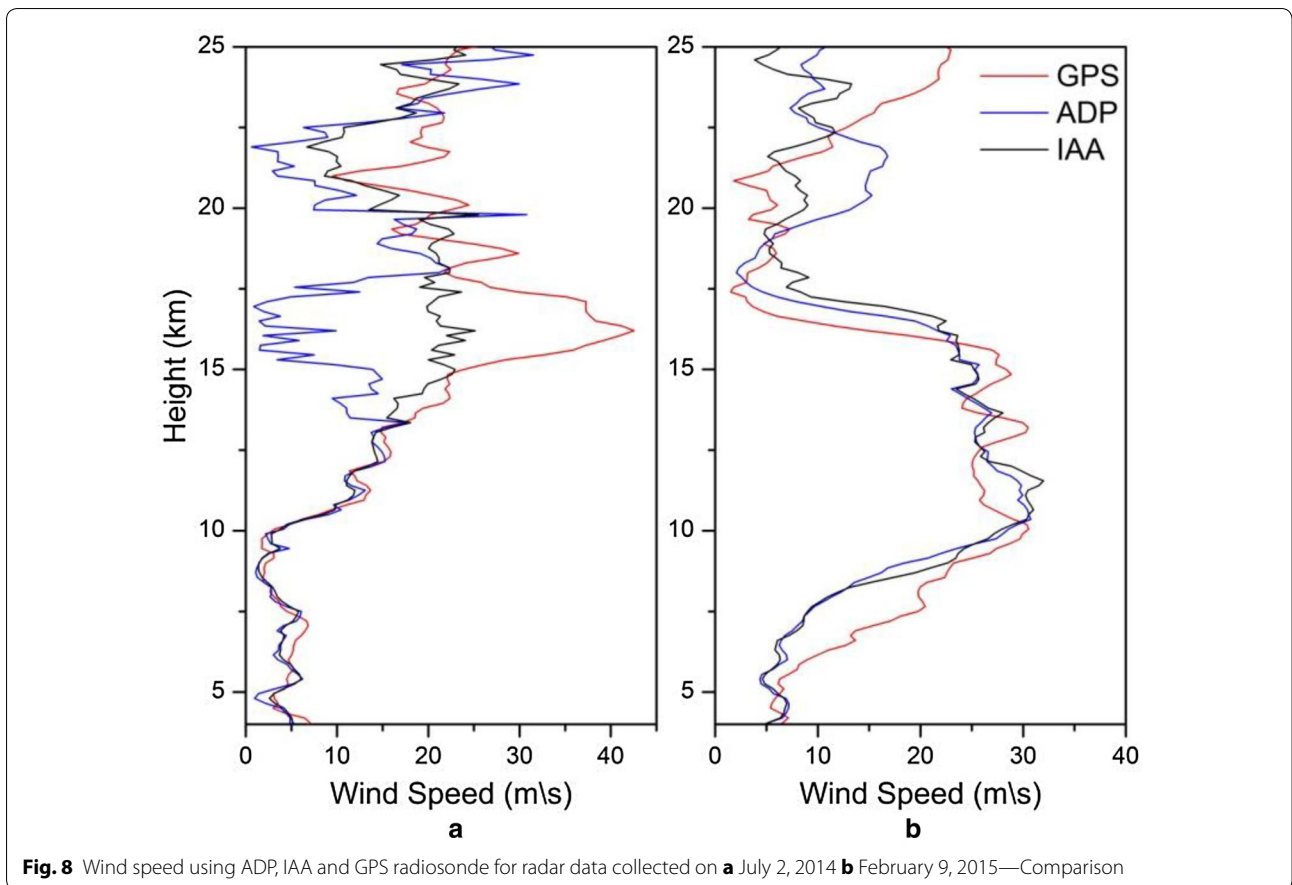 25
20
15
10
5
0
10
20
30
40
Height (km)
Wind Speed (m\s)
a
25
20
15
10
5
0
10
20
30
40
Wind Speed (m\s)
b
GPS
ADP
IAA
Fig. 8 Wind speed using ADP, IAA and GPS radiosonde for radar data collected on a July 2, 2014 b February 9, 2015—Comparison